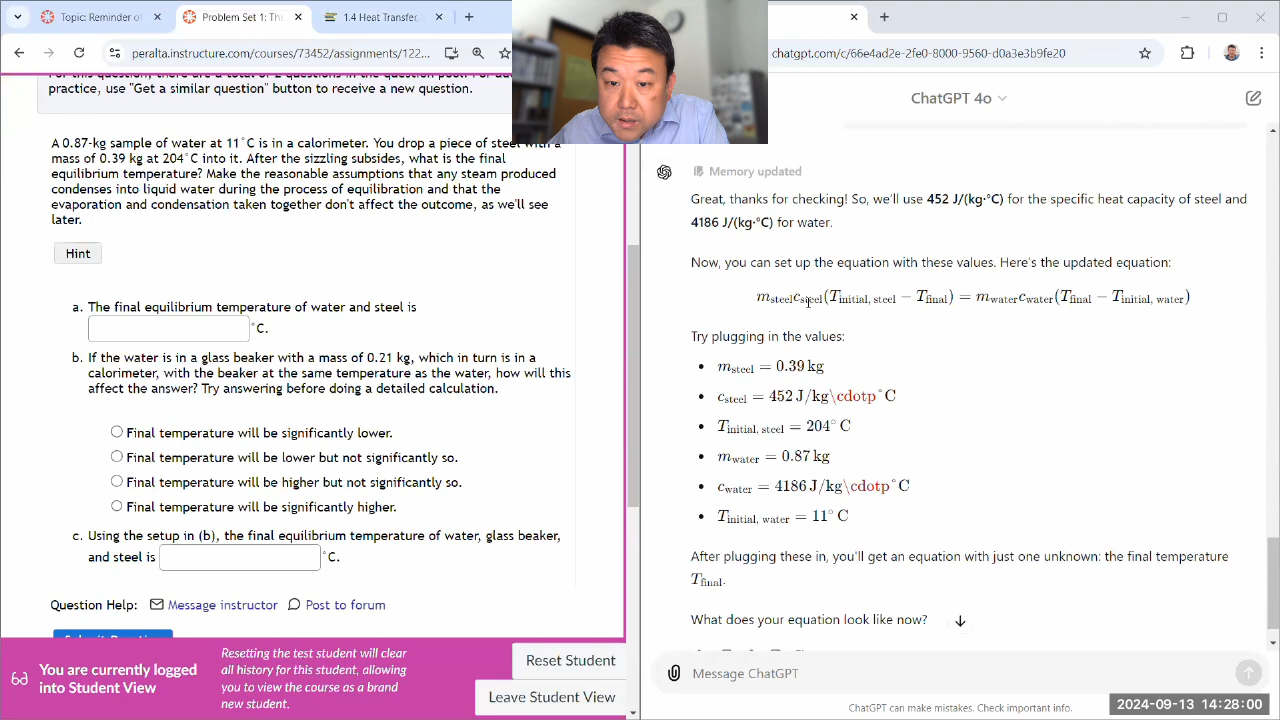 Topic: Reminder of
Problem Set 1: The
1.4 Heat Transfer,
peralta.instructure.com/courses/73452/assignments/122...
chatgpt.com/c/66e4ad2e-2fe0-8000-9560-d0a3e3b9fe20
practice, use "Get a similar question" button to receive a new question.
A 0.87-kg sample of water at 11°C is in a calorimeter. You drop a piece of steel with a
mass of 0.39 kg at 204°C into it. After the sizzling subsides, what is the final
equilibrium temperature? Make the reasonable assumptions that any steam produced
condenses into liquid water during the process of equilibration and that the
evaporation and condensation taken together don't affect the outcome, as we'll see
later.
Hint
a. The final equilibrium temperature of water and steel is
°C.
b. If the water is in a glass beaker with a mass of 0.21 kg, which in turn is in a
calorimeter, with the beaker at the same temperature as the water, how will this
affect the answer? Try answering before doing a detailed calculation.
Final temperature will be significantly lower.
Final temperature will be lower but not significantly so.
Final temperature will be higher but not significantly so.
Final temperature will be significantly higher.
c. Using the setup in (b), the final equilibrium temperature of water, glass beaker,
and steel is °C.
Question Help: Message instructor Post to forum
You are currently logged
into Student View
Resetting the test student will clear
all history for this student, allowing
you to view the course as a brand
new student.
Reset Student
Leave Student View
ChatGPT 4o
Memory updated
Great, thanks for checking! So, we'll use 452 J/(kg·°C) for the specific heat capacity of steel and
4186 J/(kg·°C) for water.
Now, you can set up the equation with these values. Here's the updated equation:
m_steel c_steel (T_initial, steel − T_final) = m_water c_water (T_final − T_initial, water)
Try plugging in the values:
• m_steel = 0.39 kg
• c_steel = 452 J/kg\cdotp°C
• T_initial, steel = 204°C
• m_water = 0.87 kg
• c_water = 4186 J/kg\cdotp°C
• T_initial, water = 11°C
After plugging these in, you'll get an equation with just one unknown: the final temperature
T_final.
What does your equation look like now?
Message ChatGPT
ChatGPT can make mistakes. Check important info.
2024-09-13 14:28:00